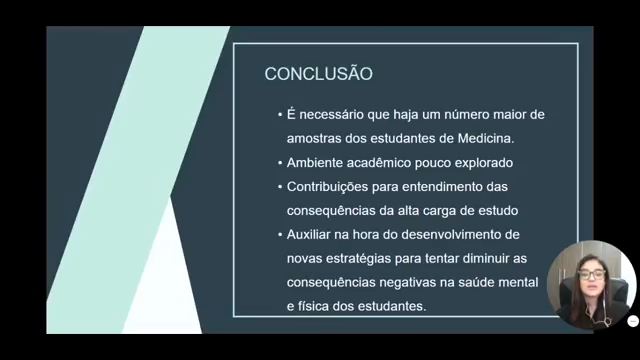 CONCLUSÃO
• É necessário que haja um número maior de
amostras dos estudantes de Medicina.
• Ambiente acadêmico pouco explorado
• Contribuições para entendimento das
consequências da alta carga de estudo
• Auxiliar na hora do desenvolvimento de
novas estratégias para tentar diminuir as
consequências negativas na saúde mental
e física dos estudantes.